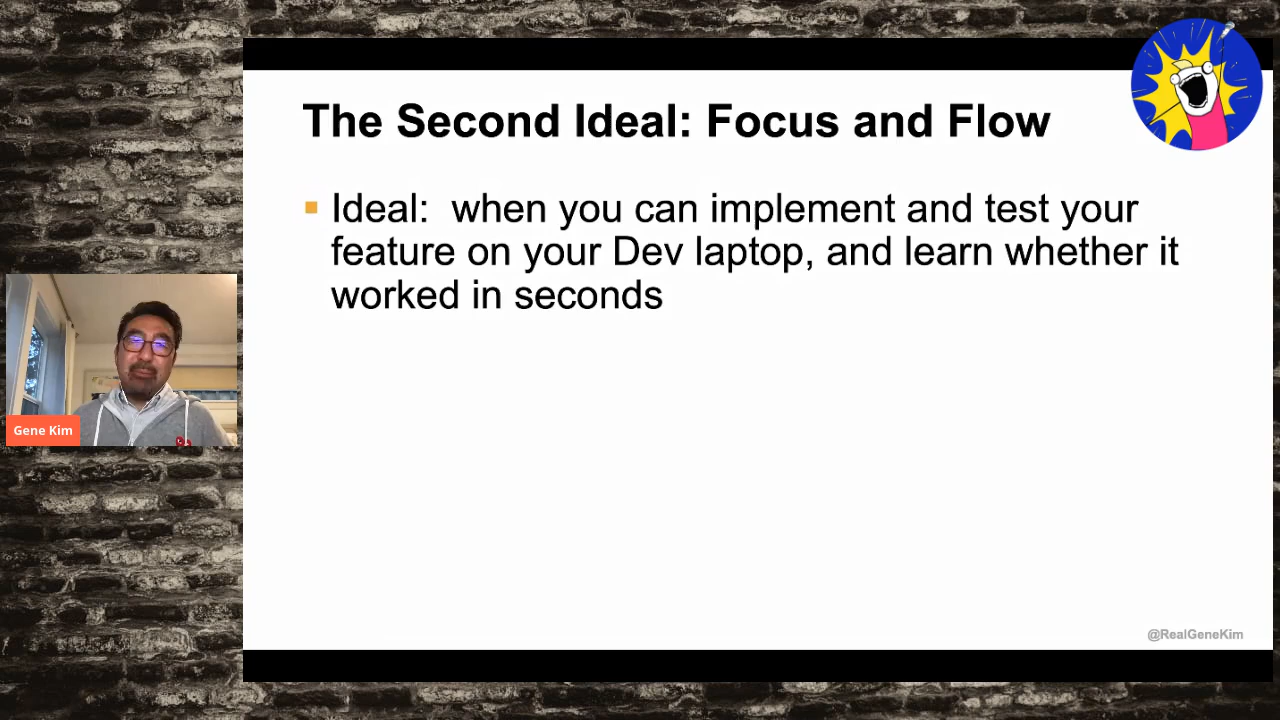 The Second Ideal: Focus and Flow
Ideal:  when you can implement and test your
feature on your Dev laptop, and learn whether it
worked in seconds
Gene Kim
@RealGeneKim